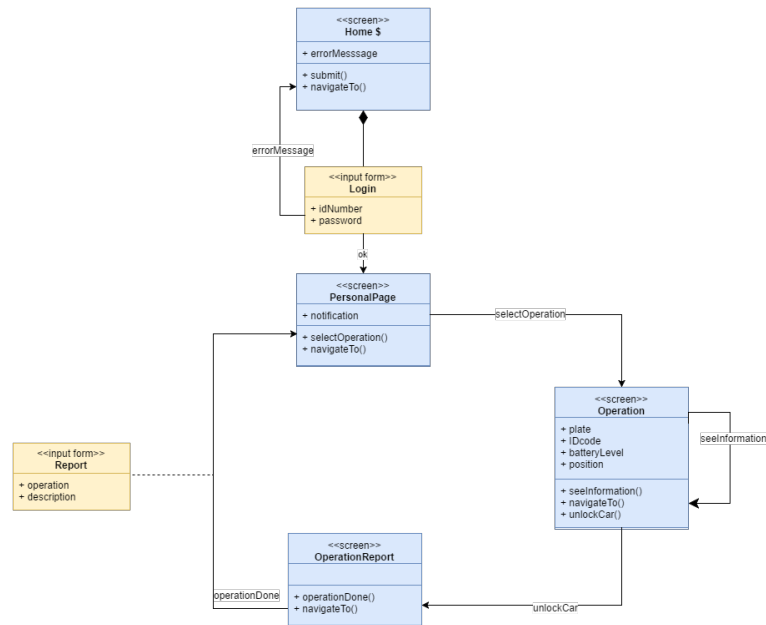 <<screen>>
Home $
+ errorMesssage
+ submit()
+ navigateTo()
errorMessage
<<input form>>
Login
+ idNumber
+ password
ok
<<screen>>
PersonalPage
+ notification
+ selectOperation()
+ navigateTo()
selectOperation
<<screen>>
Operation
+ plate
+ IDcode
+ batteryLevel
+ position
+ seeInformation()
+ navigateTo()
+ unlockCar()
seeInformation
<<input form>>
Report
+ operation
+ description
<<screen>>
OperationReport
+ operationDone()
+ navigateTo()
operationDone
unlockCar